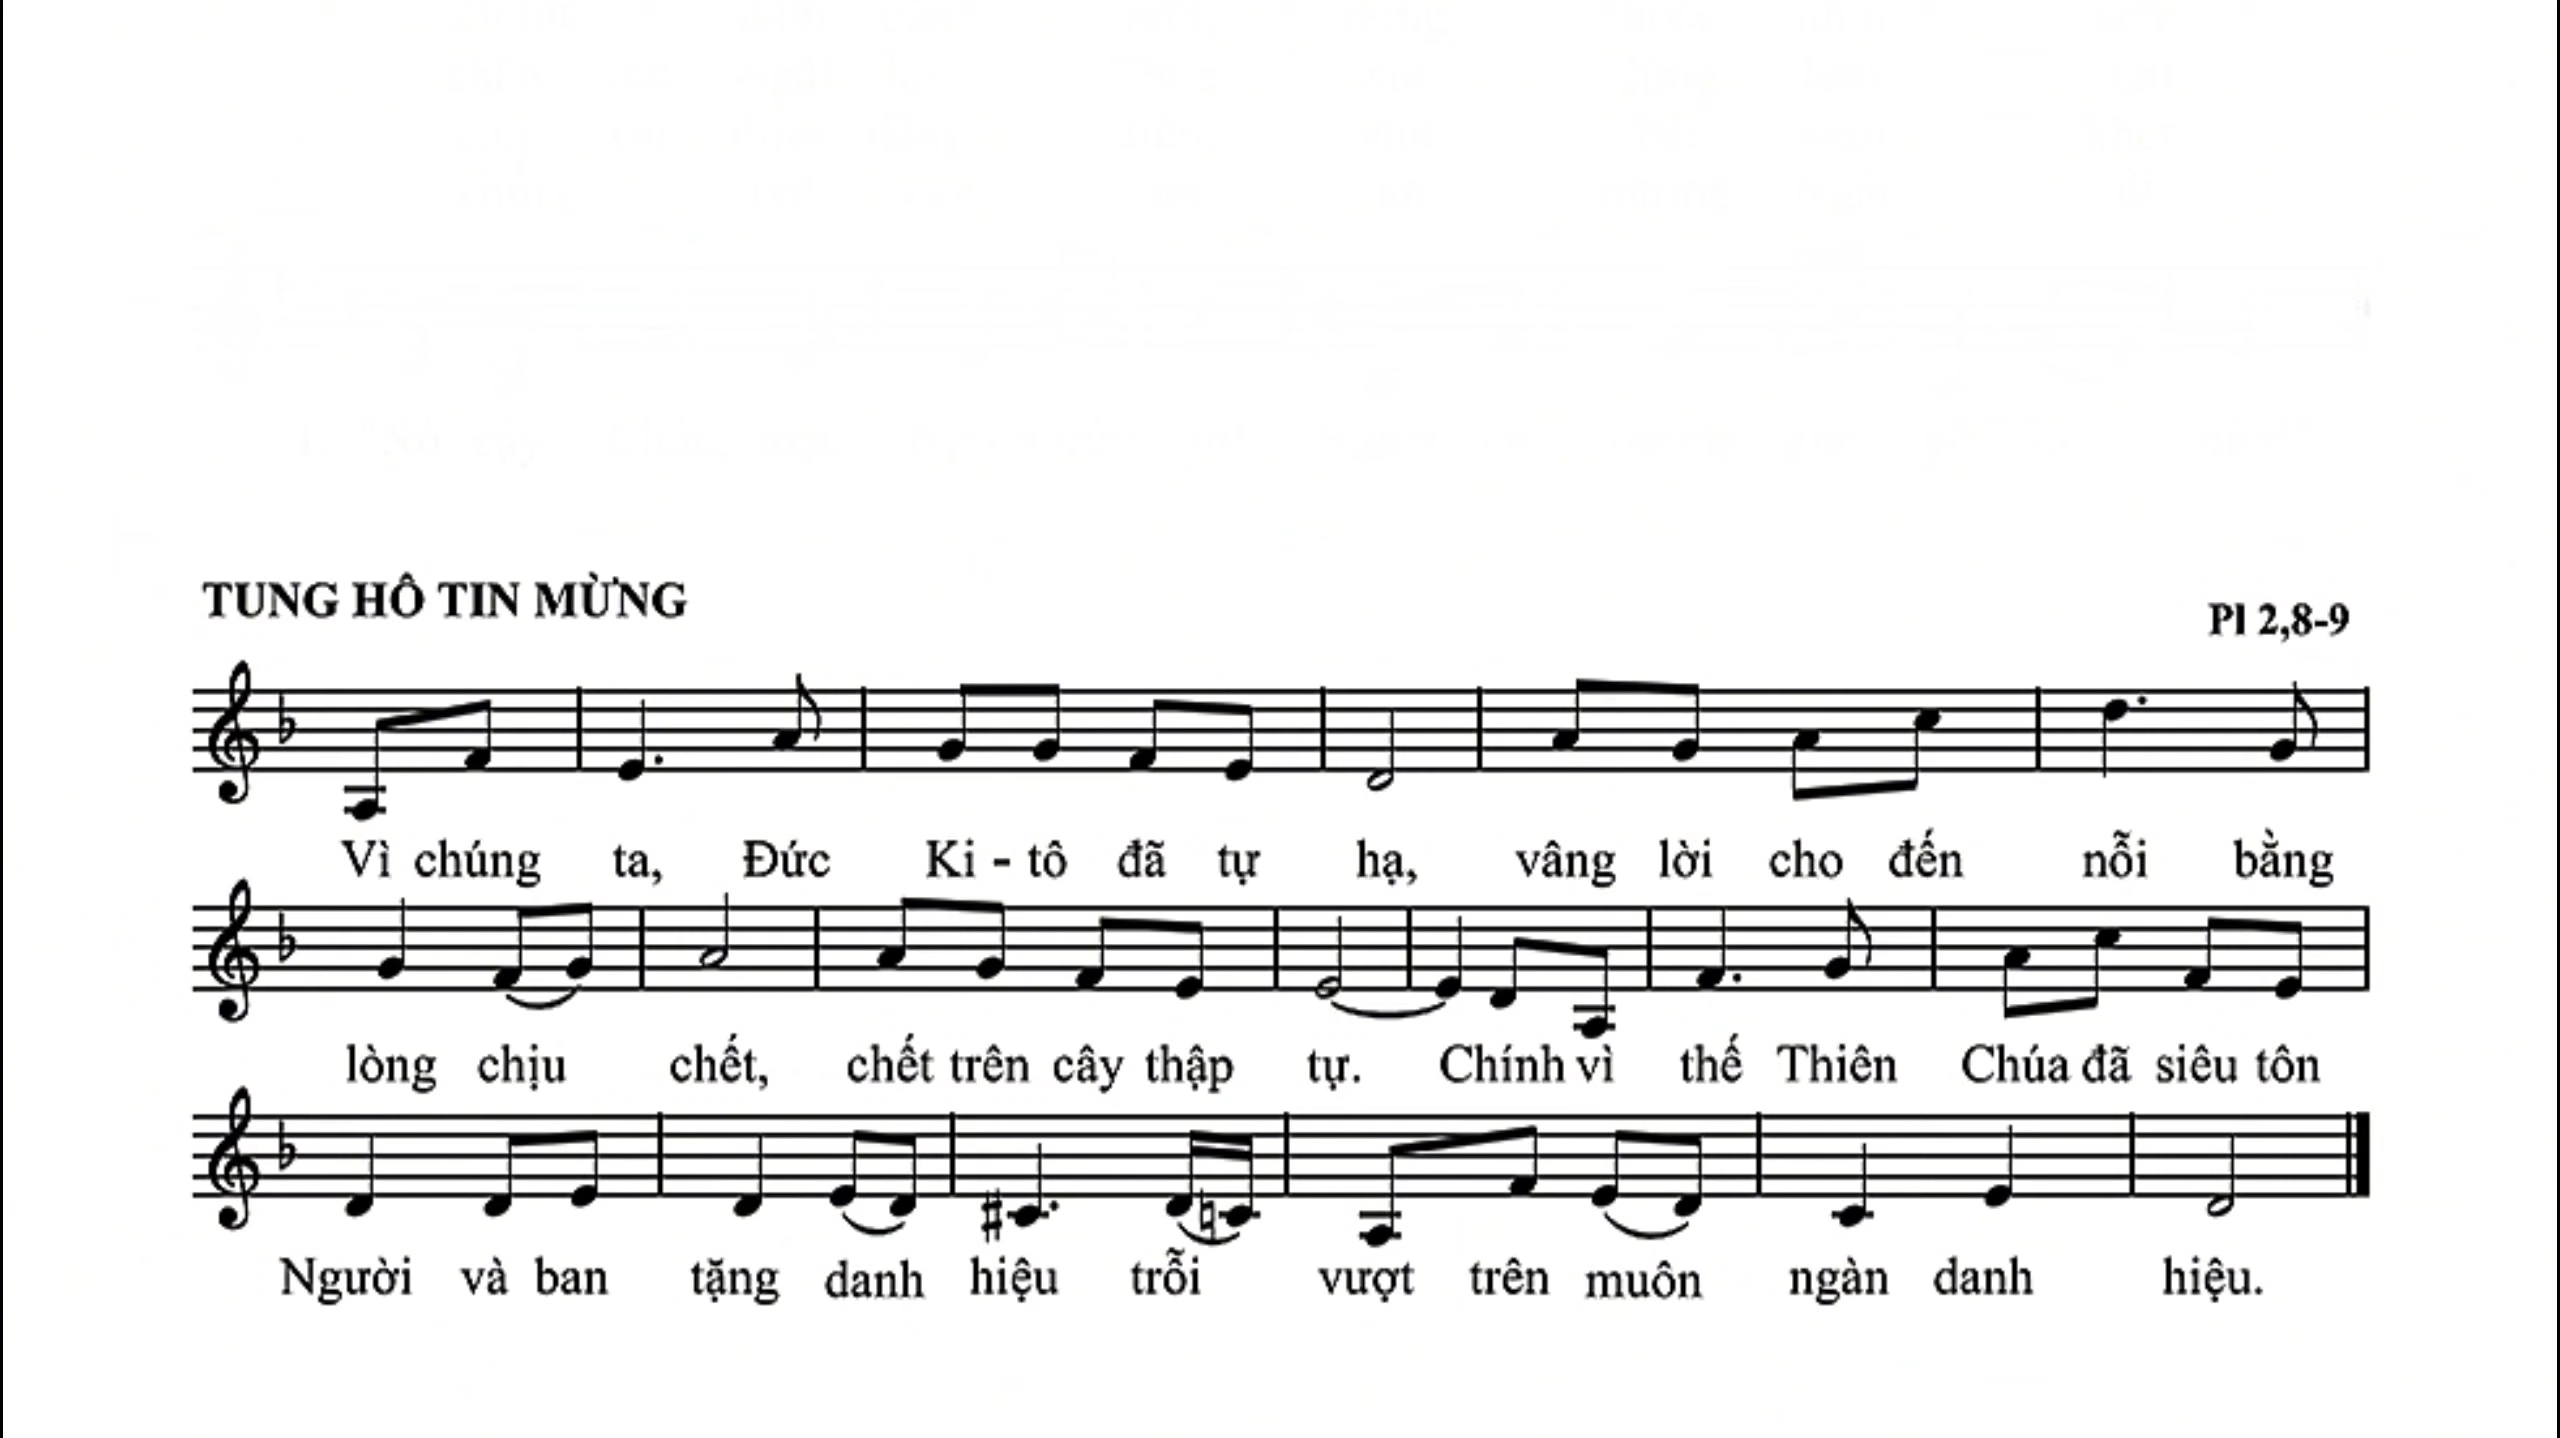 TUNG HÔ TIN MỪNG
Pl 2,8-9
Vì chúng ta, Đức Ki - tô đã tự hạ, vâng lời cho đến nỗi bằng
lòng chịu chết, chết trên cây thập tự. Chính vì thế Thiên Chúa đã siêu tôn
Người và ban tặng danh hiệu trỗi vượt trên muôn ngàn danh hiệu.